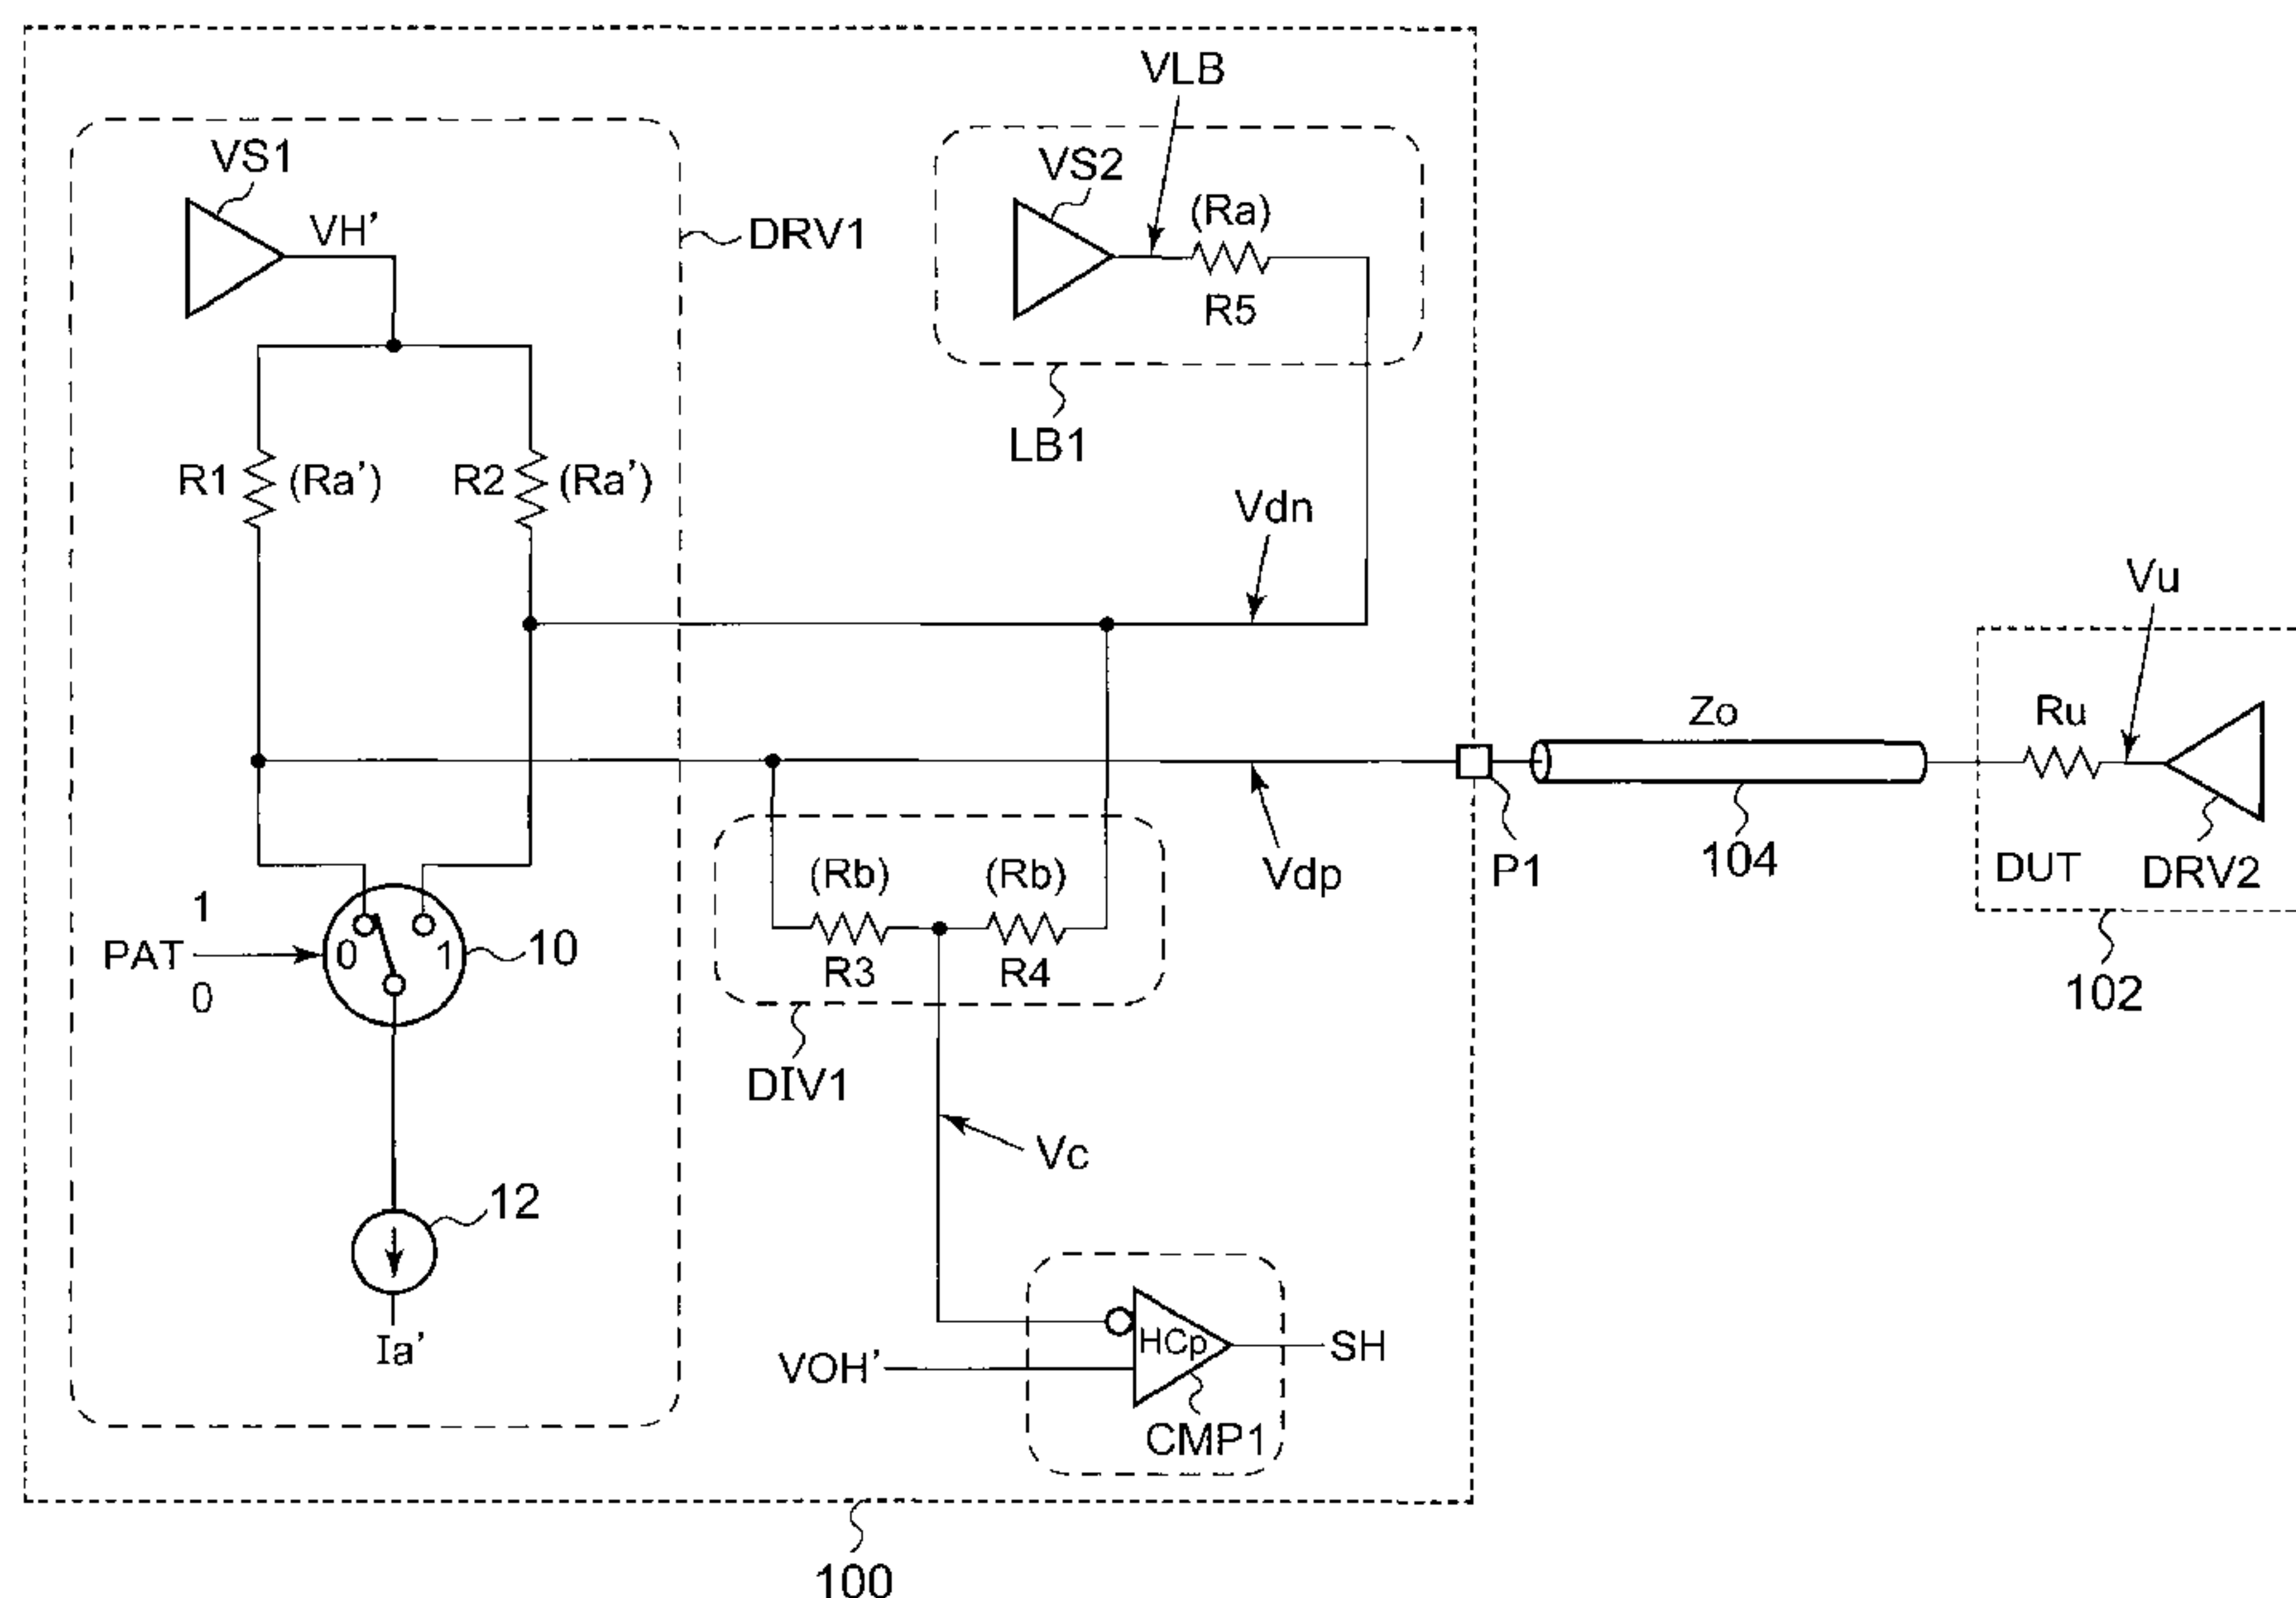 VLB
VS1
VS2
(Ra)
VH'
DRV1
R5
LB1
R1
(Ra')
R2
(Ra')
Vdn
Vu
Zo
Ru
104
P1
Vdp
DUT
DRV2
102
(Rb)
(Rb)
R3
R4
1
PAT
0
0
1
10
DIV1
Vc
12
Ia'
VOH'
HCp
SH
CMP1
100